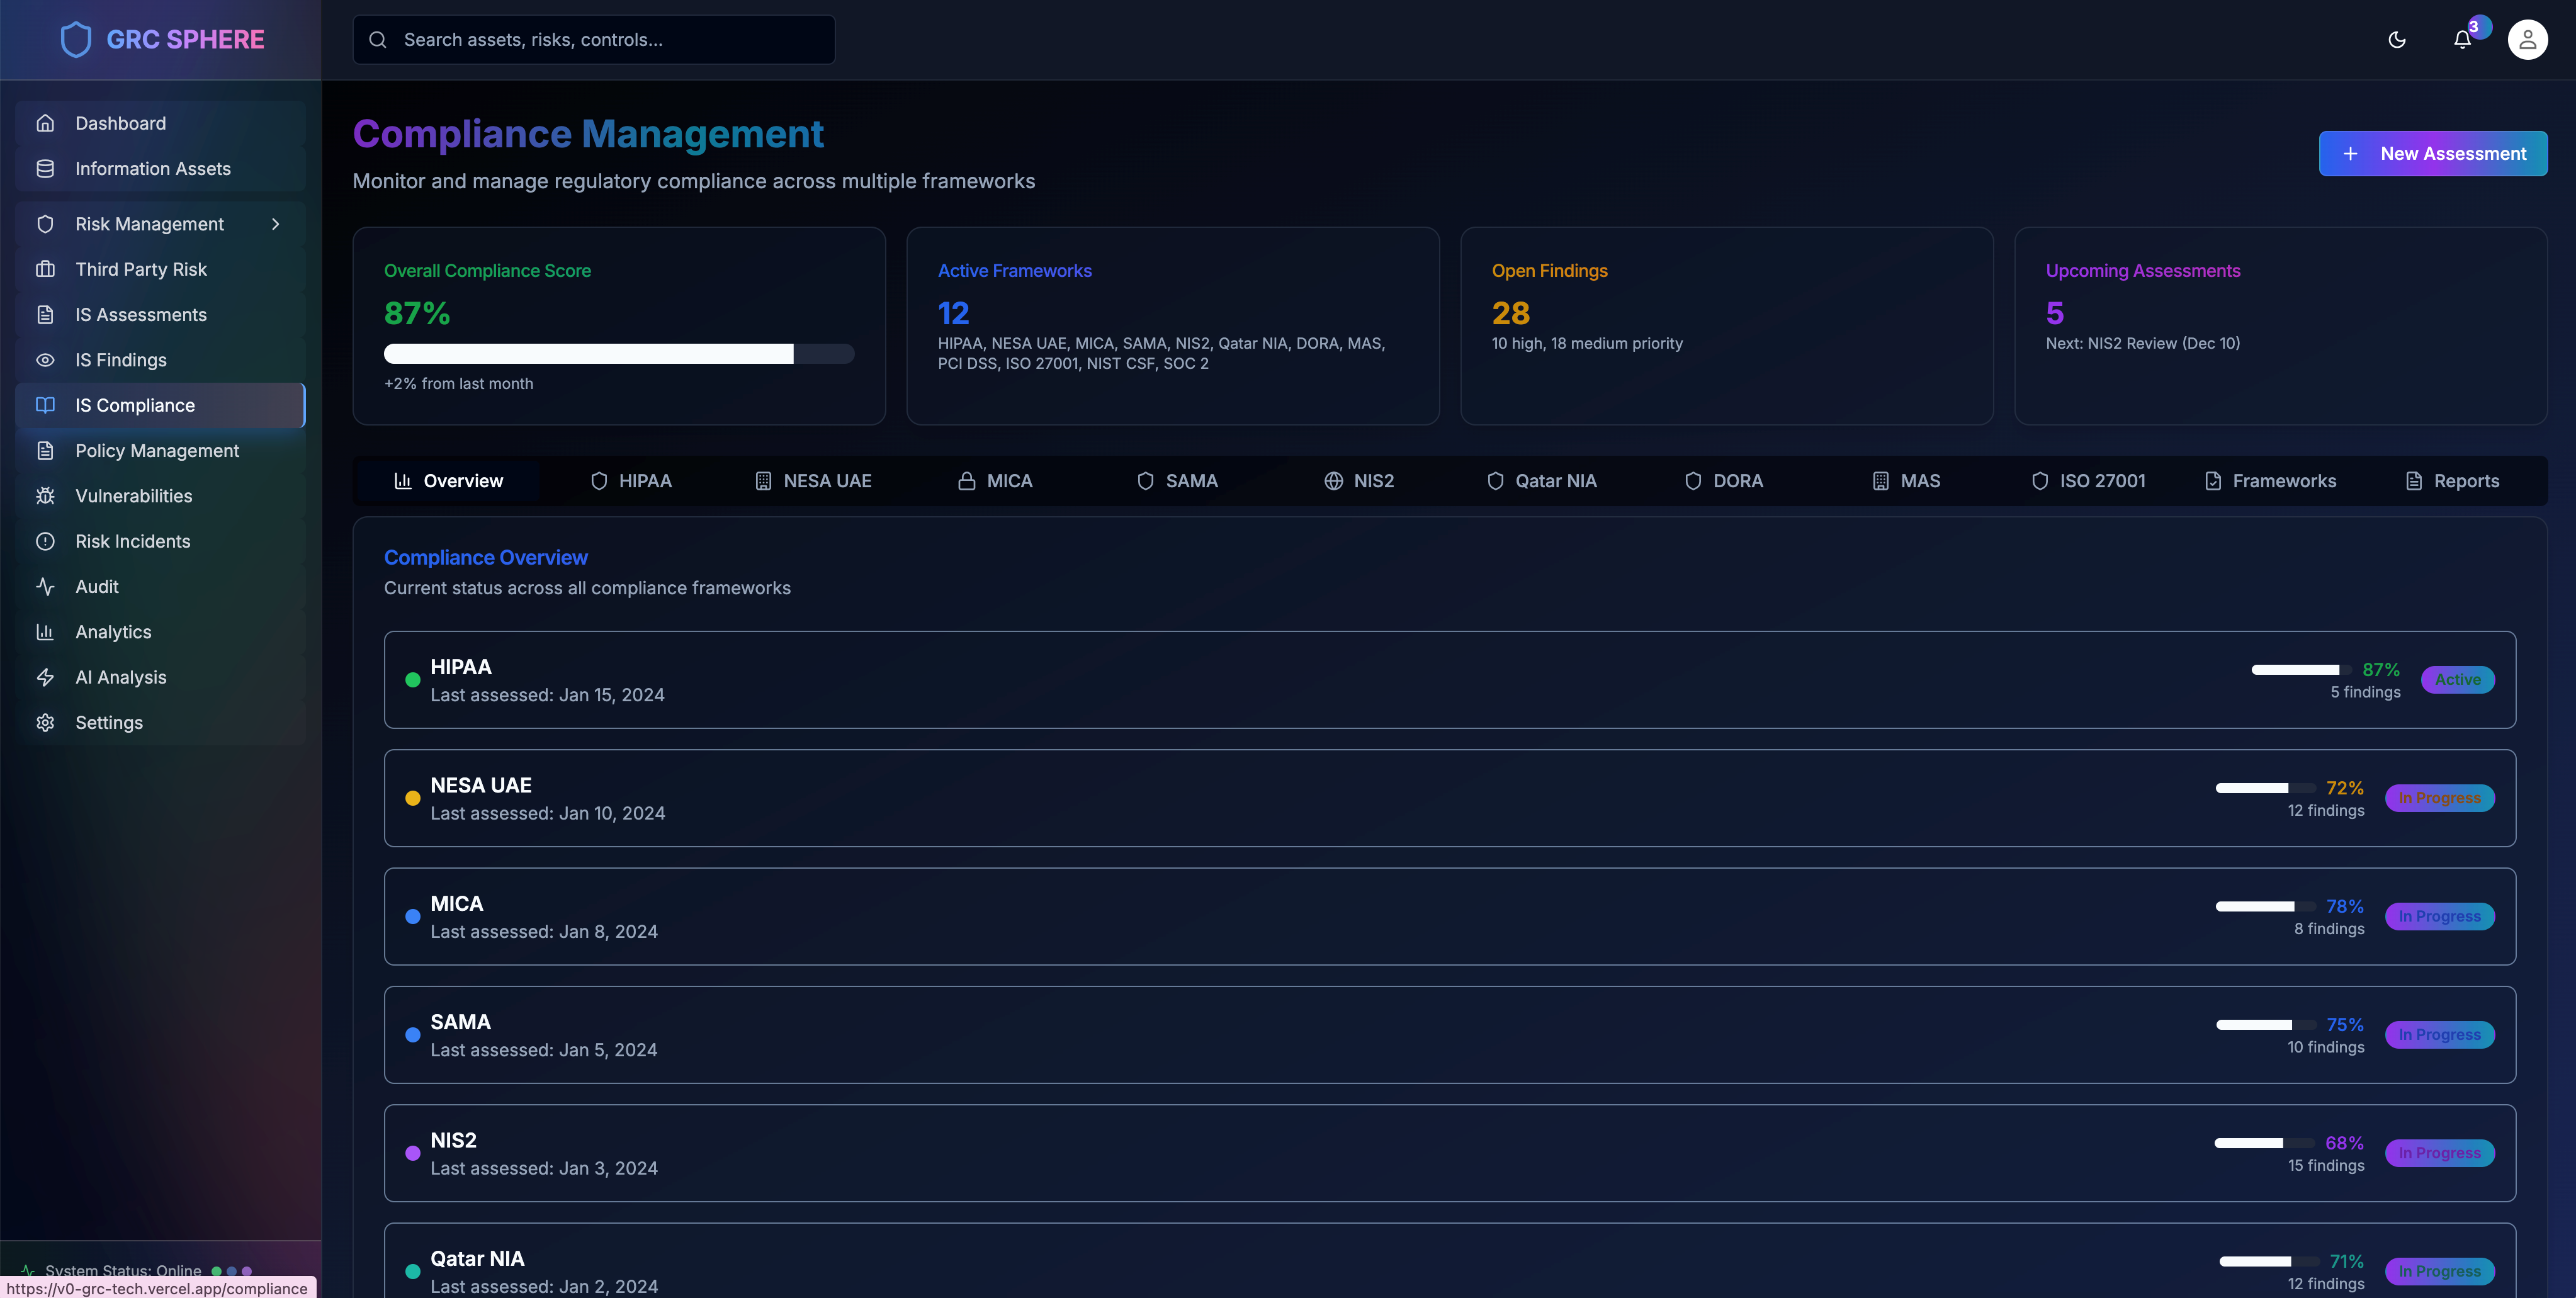 GRC SPHERE
Search assets, risks, controls...
3
Dashboard
Information Assets
Risk Management
Third Party Risk
IS Assessments
IS Findings
IS Compliance
Policy Management
Vulnerabilities
Risk Incidents
Audit
Analytics
AI Analysis
Settings
System Status: Online
https://v0-grc-tech.vercel.app/compliance
Compliance Management
Monitor and manage regulatory compliance across multiple frameworks
New Assessment
Overall Compliance Score
87%
+2% from last month
Active Frameworks
12
HIPAA, NESA UAE, MICA, SAMA, NIS2, Qatar NIA, DORA, MAS,
PCI DSS, ISO 27001, NIST CSF, SOC 2
Open Findings
28
10 high, 18 medium priority
Upcoming Assessments
5
Next: NIS2 Review (Dec 10)
Overview HIPAA NESA UAE MICA SAMA NIS2 Qatar NIA DORA MAS ISO 27001 Frameworks Reports
Compliance Overview
Current status across all compliance frameworks
HIPAA
Last assessed: Jan 15, 2024
87%
5 findings
Active
NESA UAE
Last assessed: Jan 10, 2024
72%
12 findings
In Progress
MICA
Last assessed: Jan 8, 2024
78%
8 findings
In Progress
SAMA
Last assessed: Jan 5, 2024
75%
10 findings
In Progress
NIS2
Last assessed: Jan 3, 2024
68%
15 findings
In Progress
Qatar NIA
Last assessed: Jan 2, 2024
71%
12 findings
In Progress